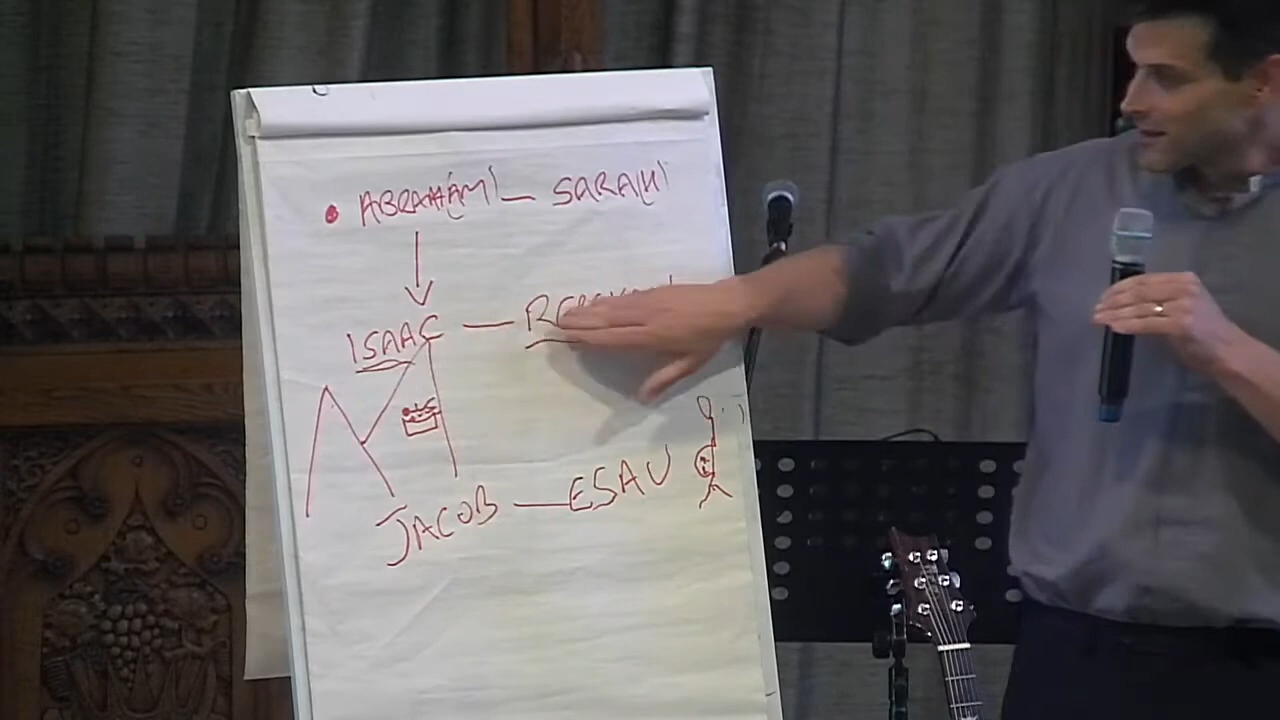 • ABRAHAM — SARAH
ISAAC —
JACOB — ESAU